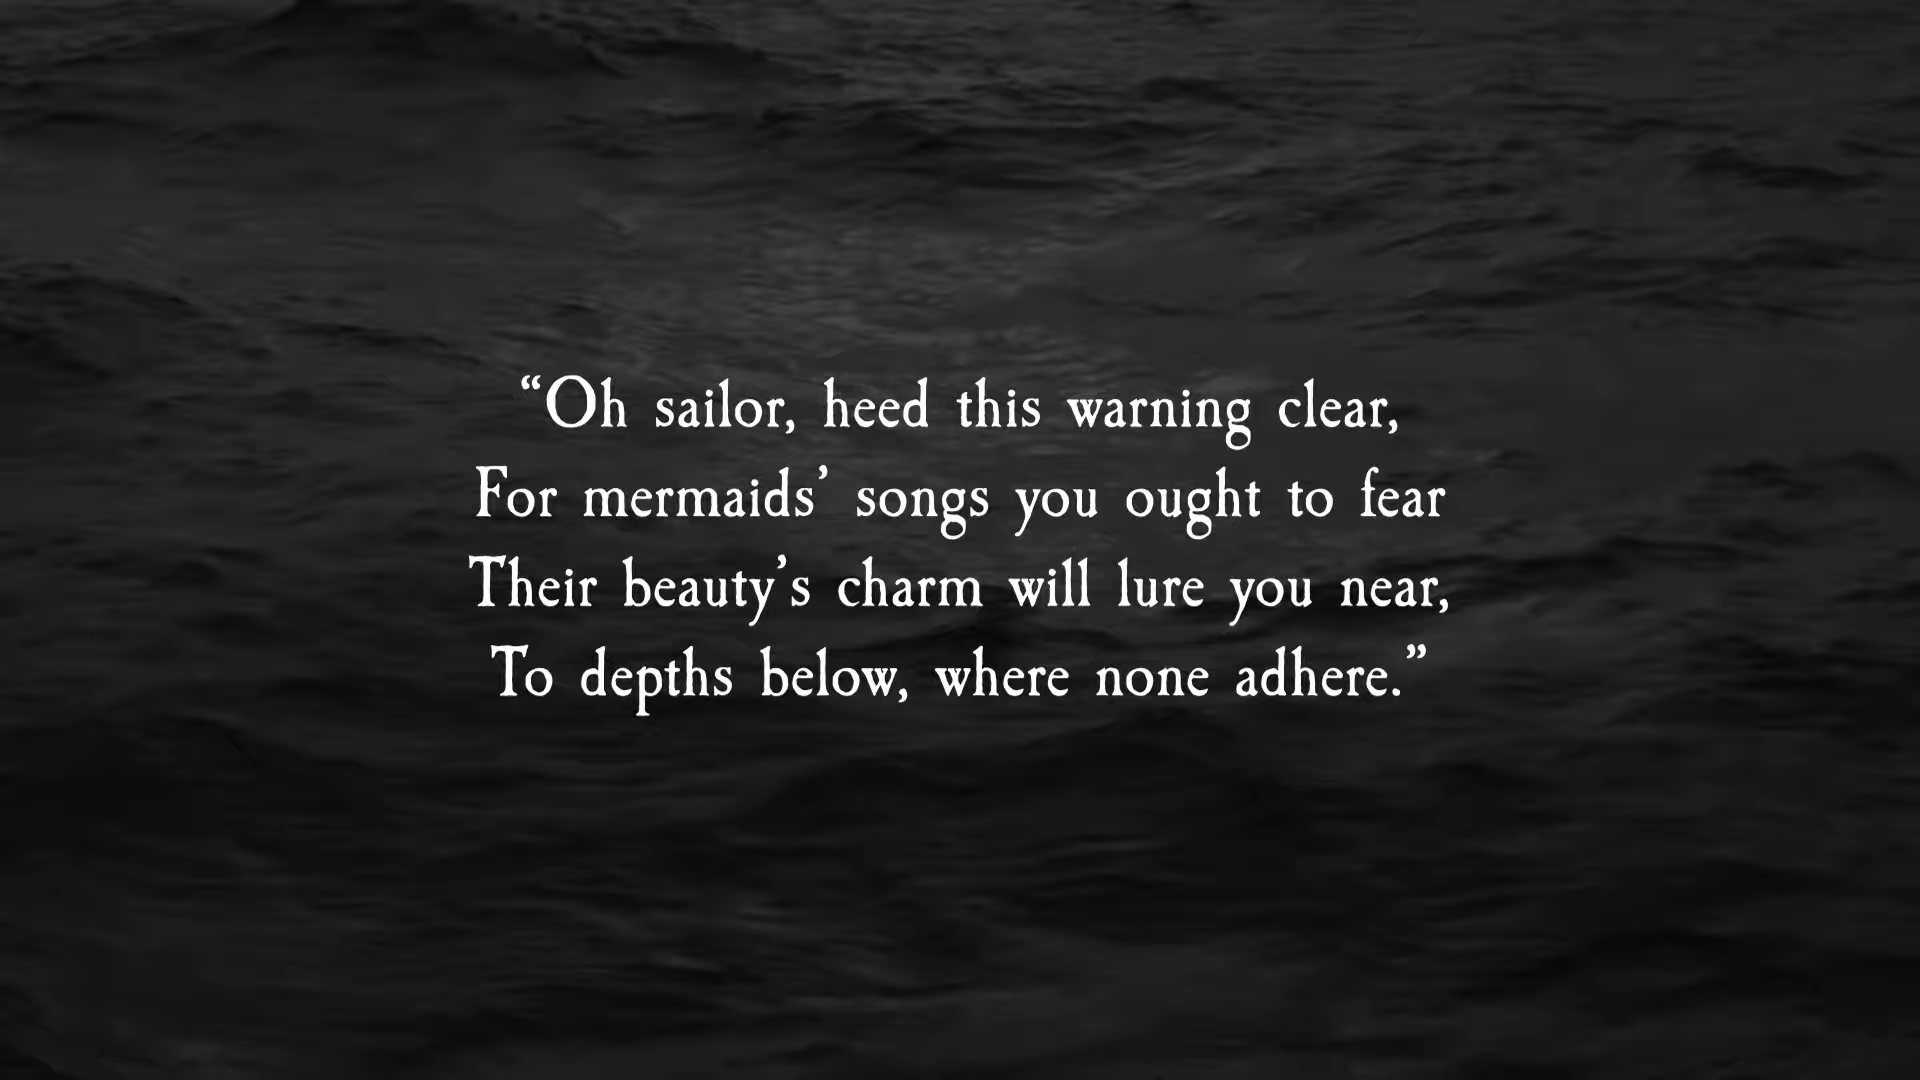 “Oh sailor, heed this warning clear,
For mermaids’ songs you ought to fear
Their beauty’s charm will lure you near,
To depths below, where none adhere.”